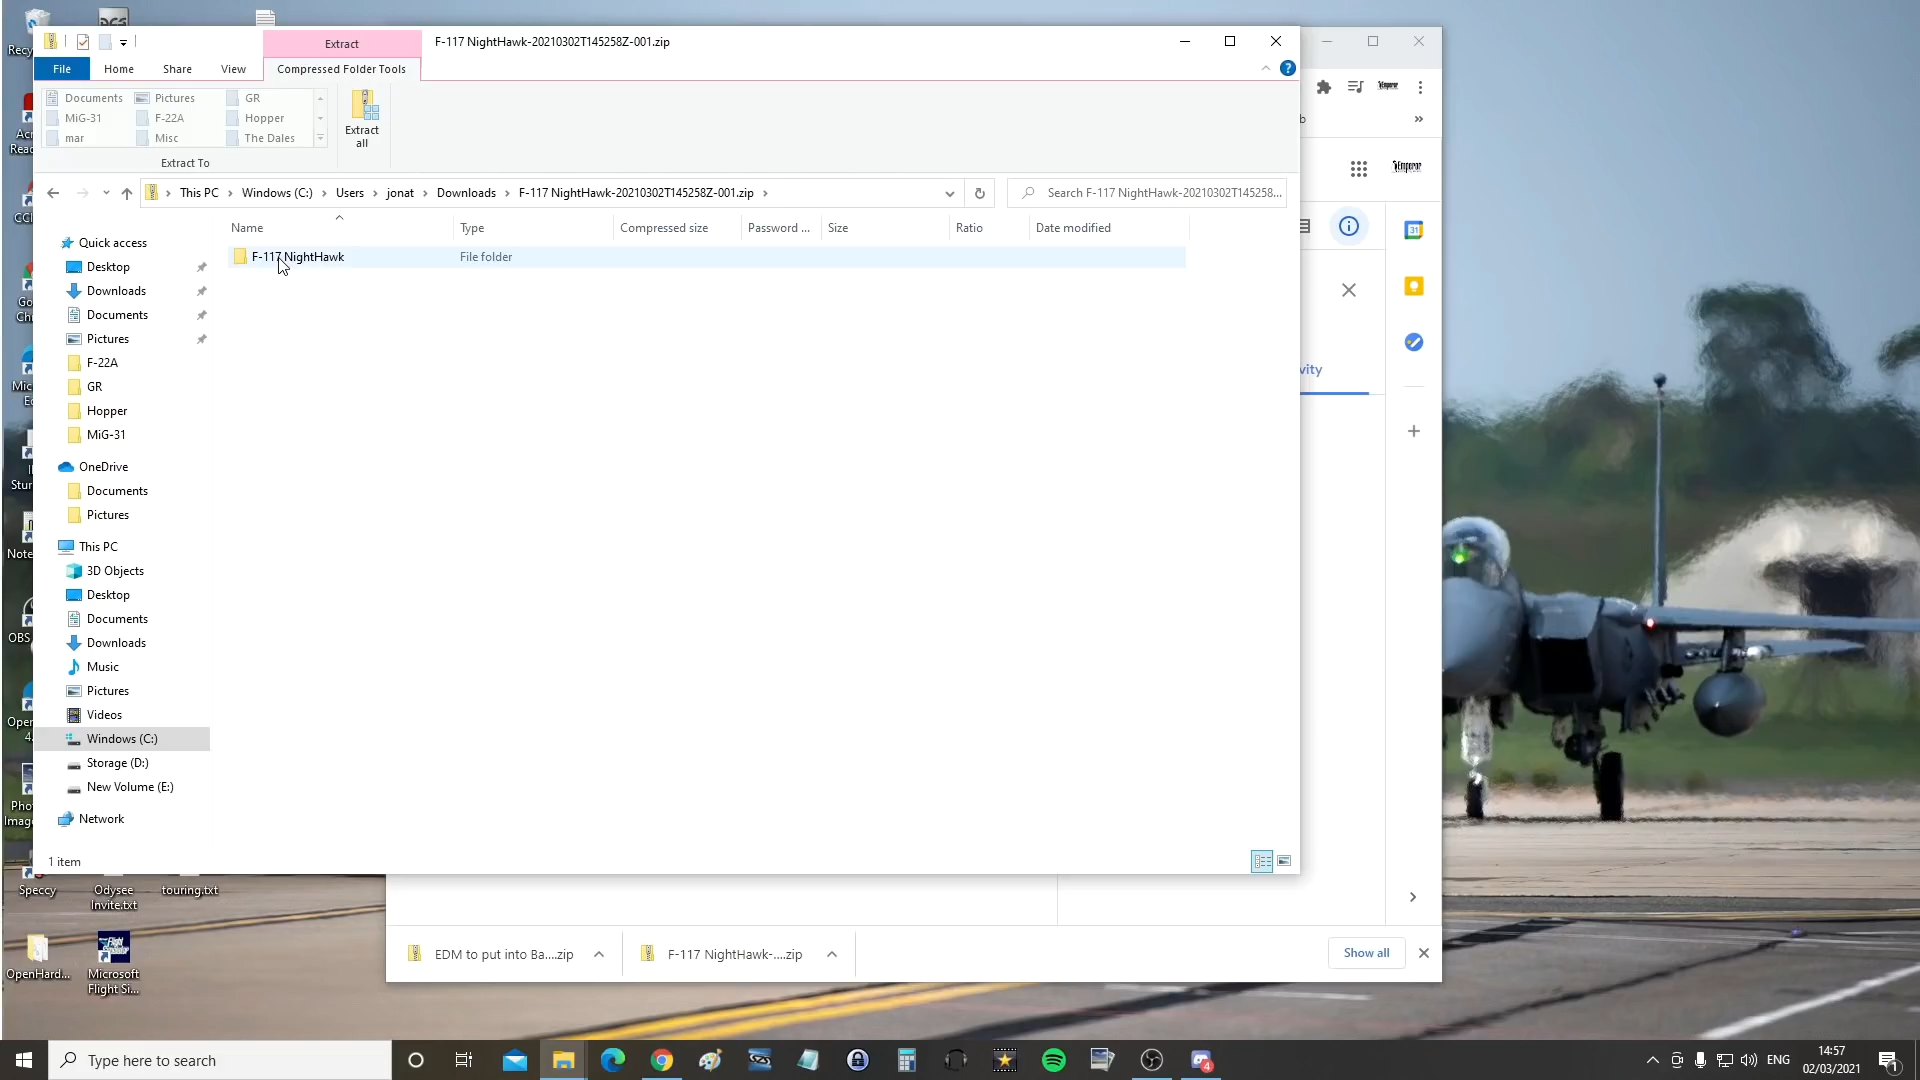 Extract
F-117 NightHawk-20210302T145258Z-001.zip
File
Home
Share
View
Compressed Folder Tools
Documents
Pictures
GR
MiG-31
F-22A
Hopper
mar
Misc
The Dales
Extract To
Extract
all
This PC
Windows (C:)
Users
jonat
Downloads
F-117 NightHawk-20210302T145258Z-001.zip
Search F-117 NightHawk-20210302T145258...
Name
Type
Compressed size
Password ...
Size
Ratio
Date modified
F-117 NightHawk
File folder
Quick access
Desktop
Downloads
Documents
Pictures
F-22A
GR
Hopper
MiG-31
OneDrive
Documents
Pictures
This PC
3D Objects
Desktop
Documents
Downloads
Music
Pictures
Videos
Windows (C:)
Storage (D:)
New Volume (E:)
Network
1 item
31
vity
b
Speccy
Odysee
Invite.txt
touring.txt
OpenHard...
Microsoft
Flight Si...
EDM to put into Ba....zip
F-117 NightHawk-....zip
Show all
Type here to search
4
ENG
14:57
02/03/2021
1